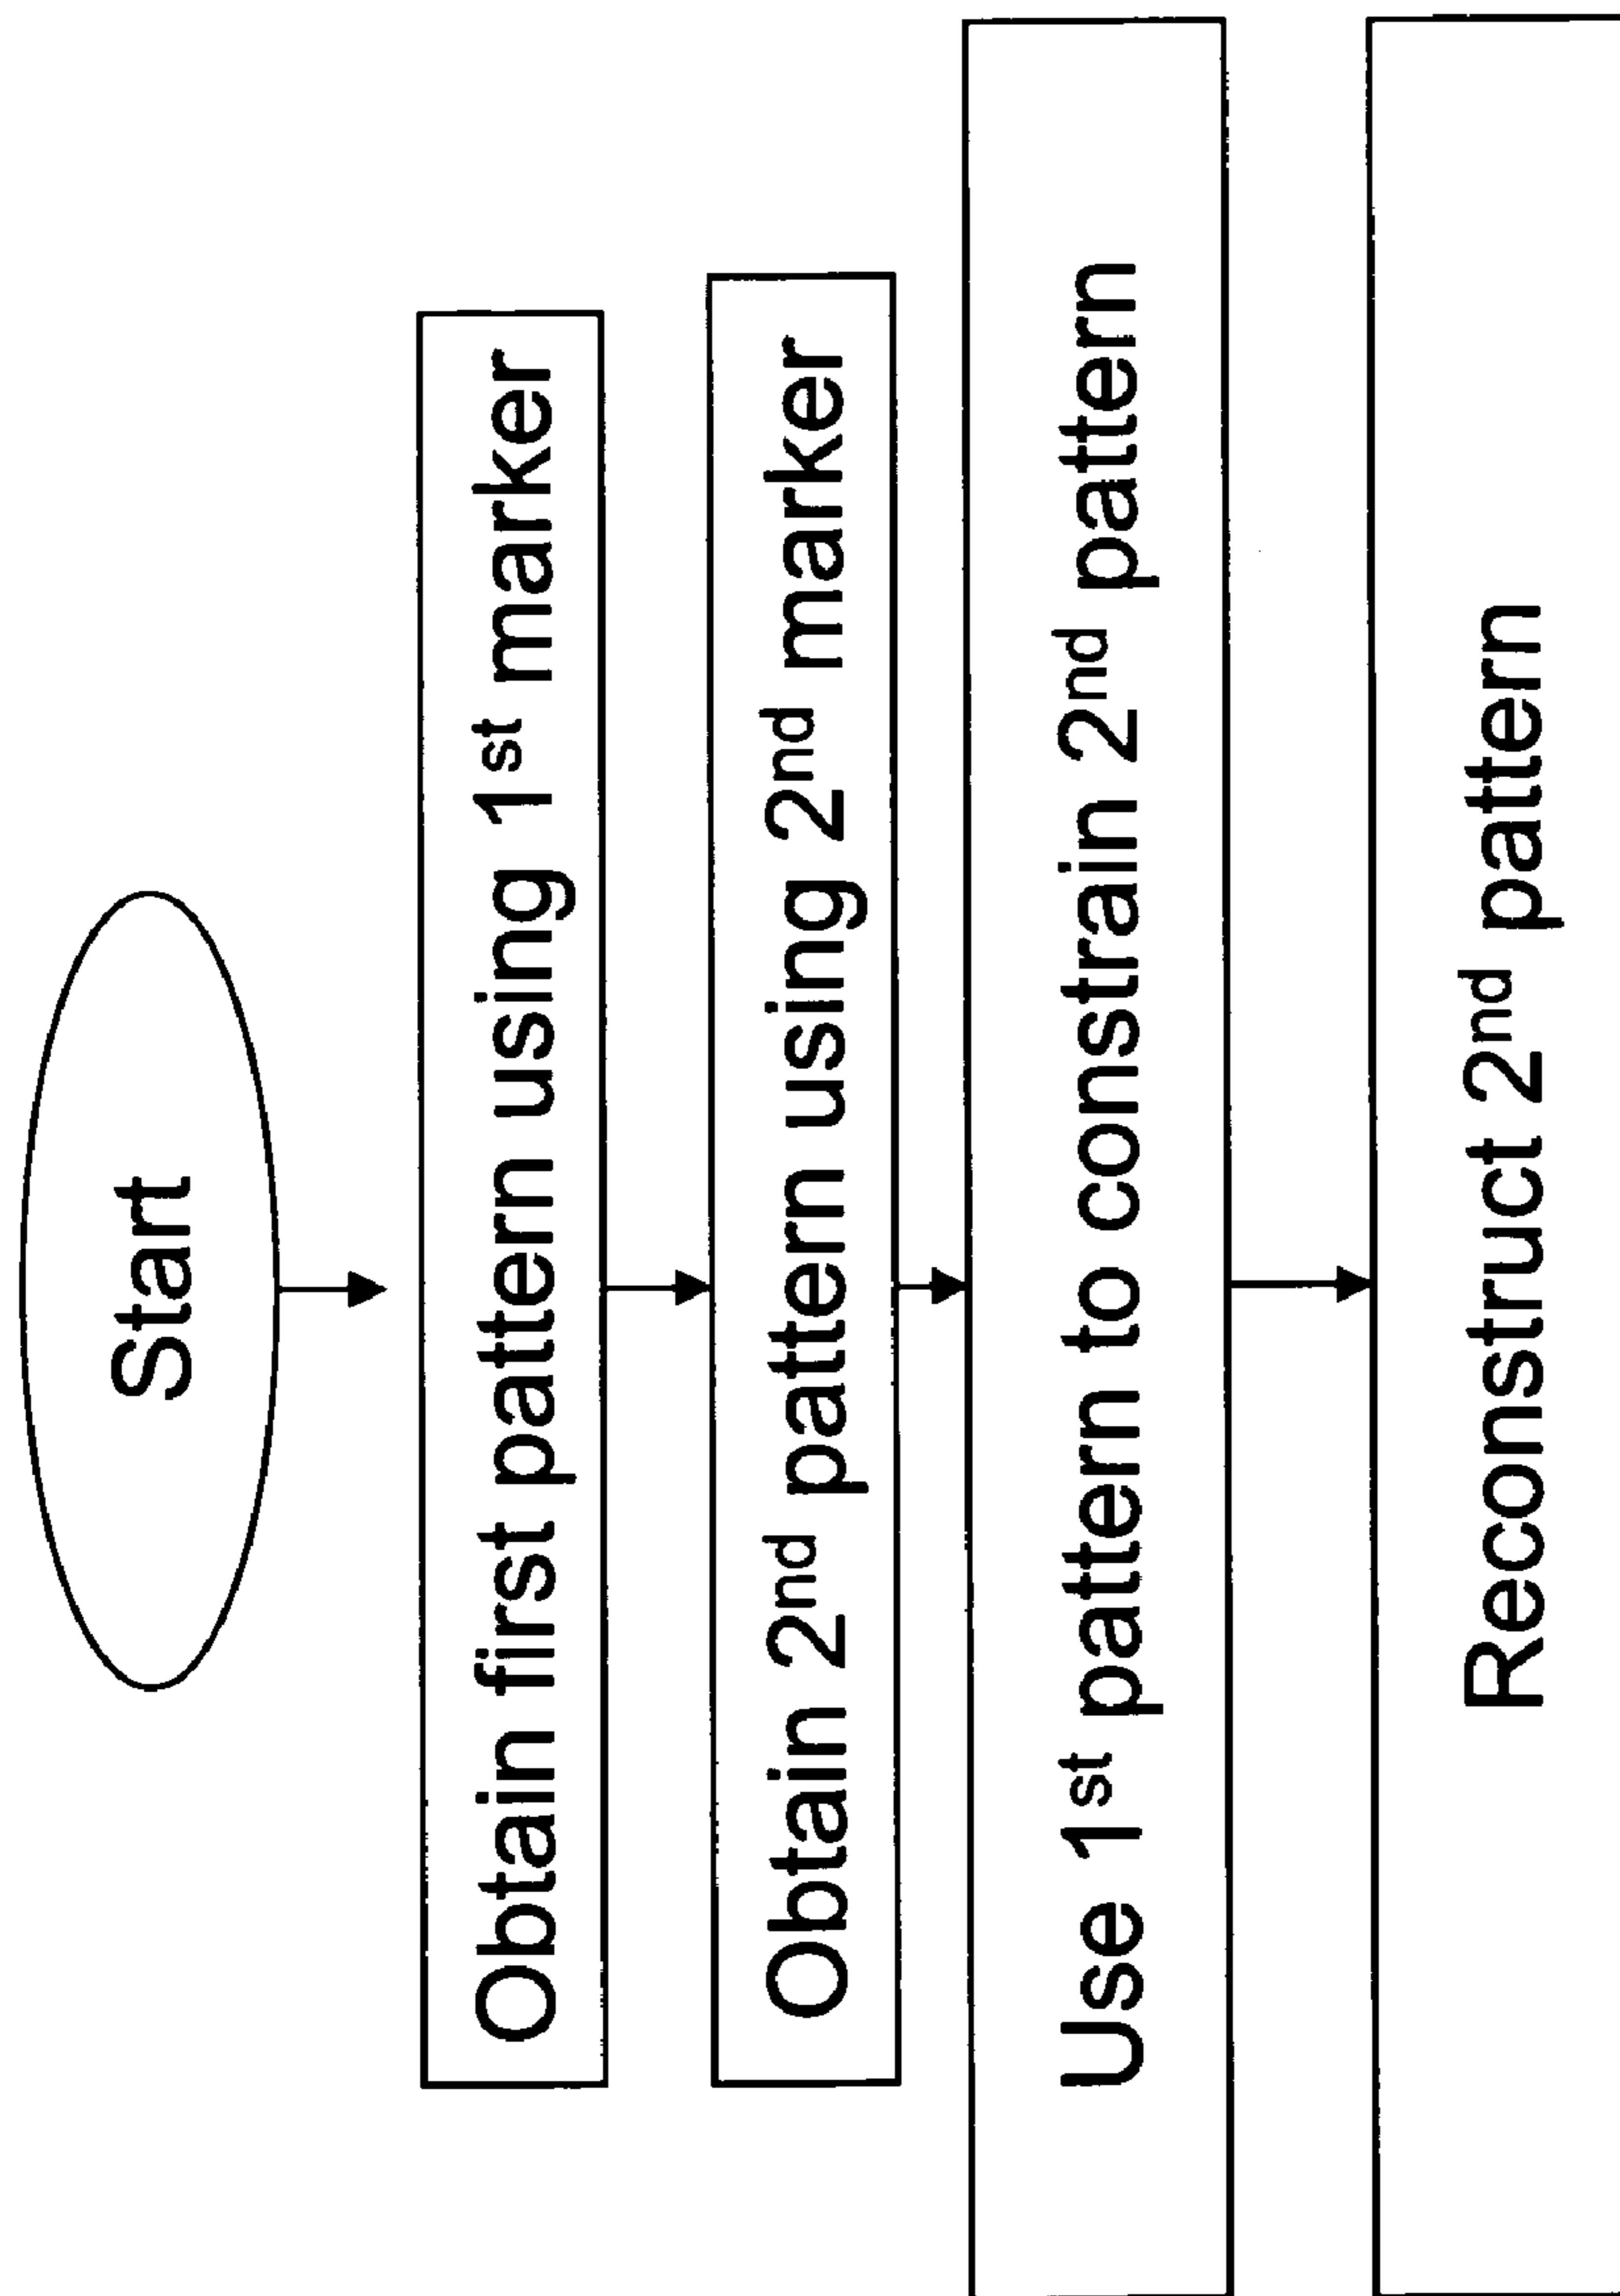 Start
Obtain first pattern using 1st marker
Obtain 2nd pattern using 2nd marker
Use 1st pattern to constrain 2nd pattern
Reconstruct 2nd pattern